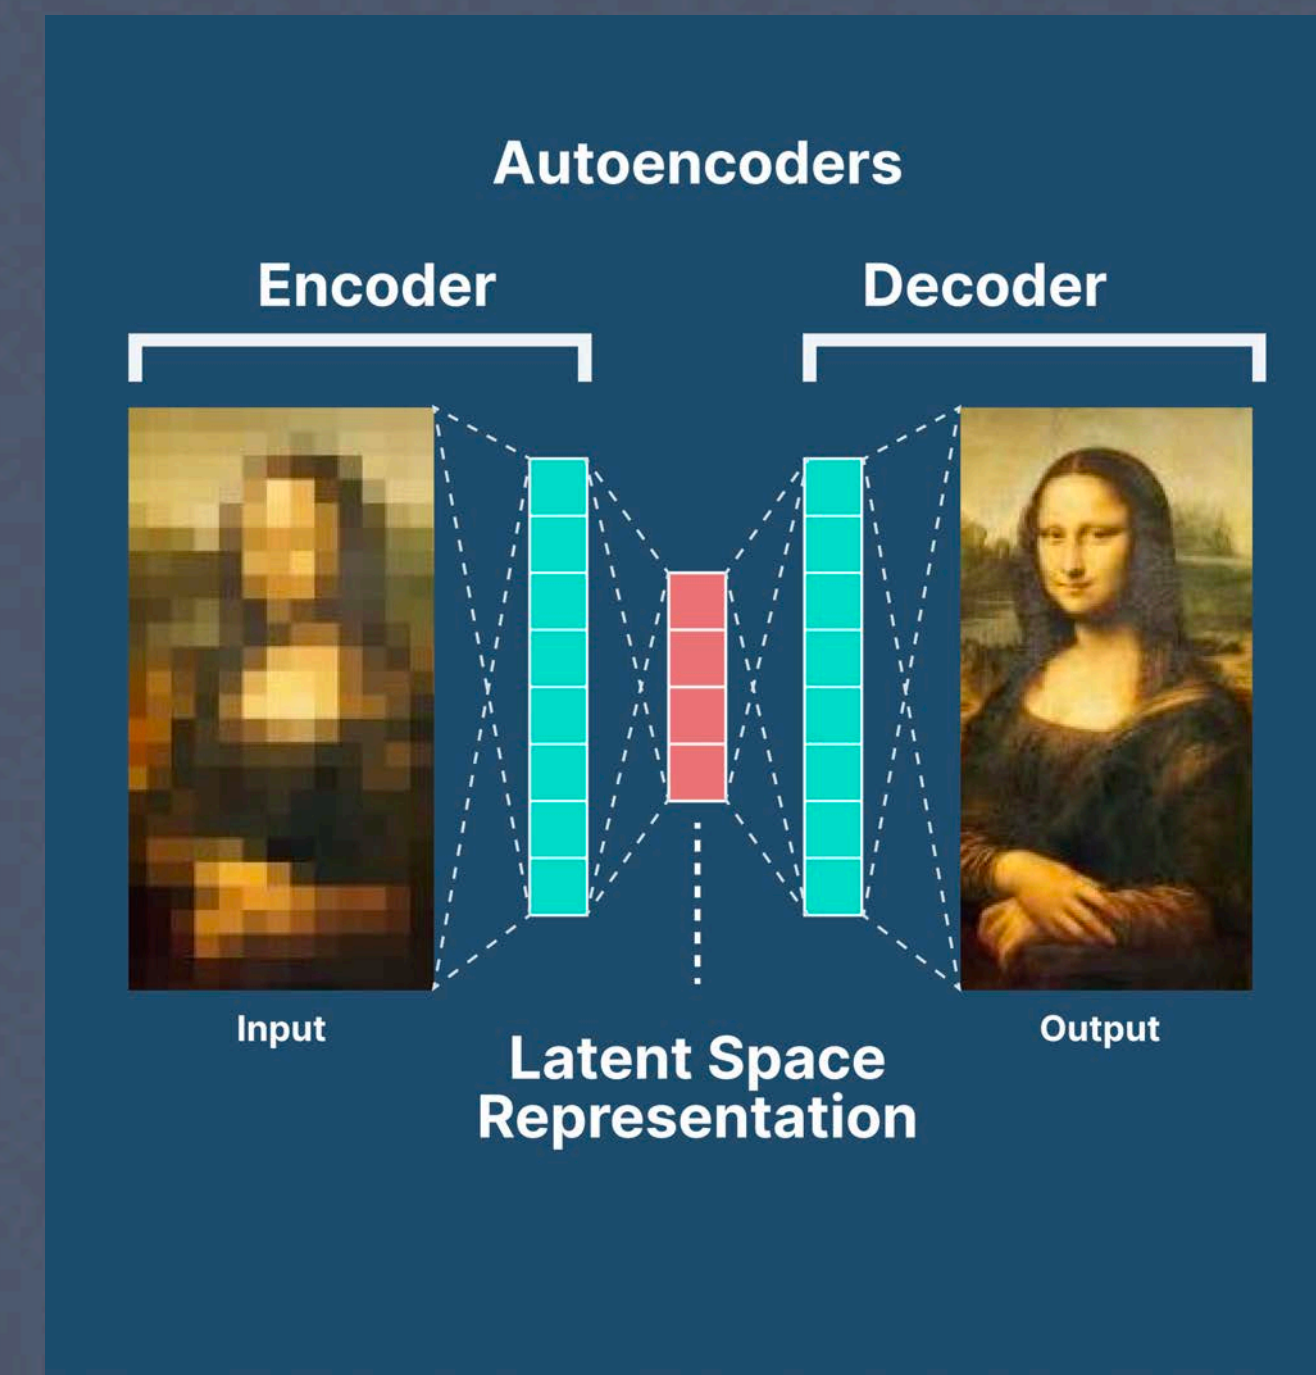 Autoencoders
Encoder
Decoder
Input
Output
Latent Space
Representation